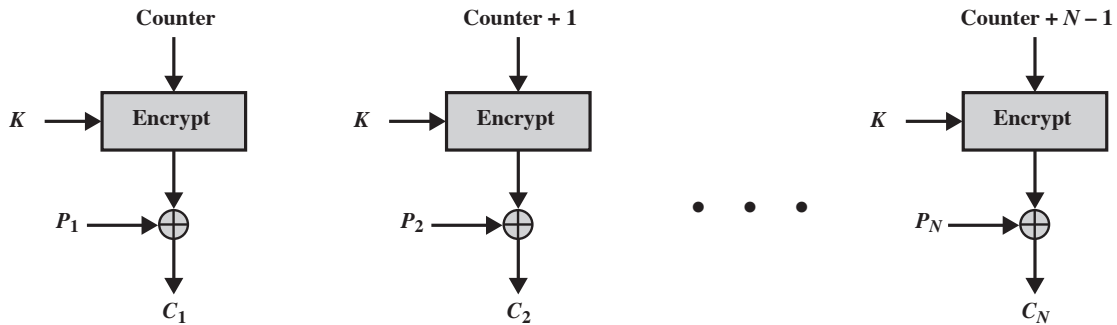 Counter Counter + 1 Counter + N – 1
K Encrypt K Encrypt K Encrypt
P1 P2 PN
C1 C2 CN